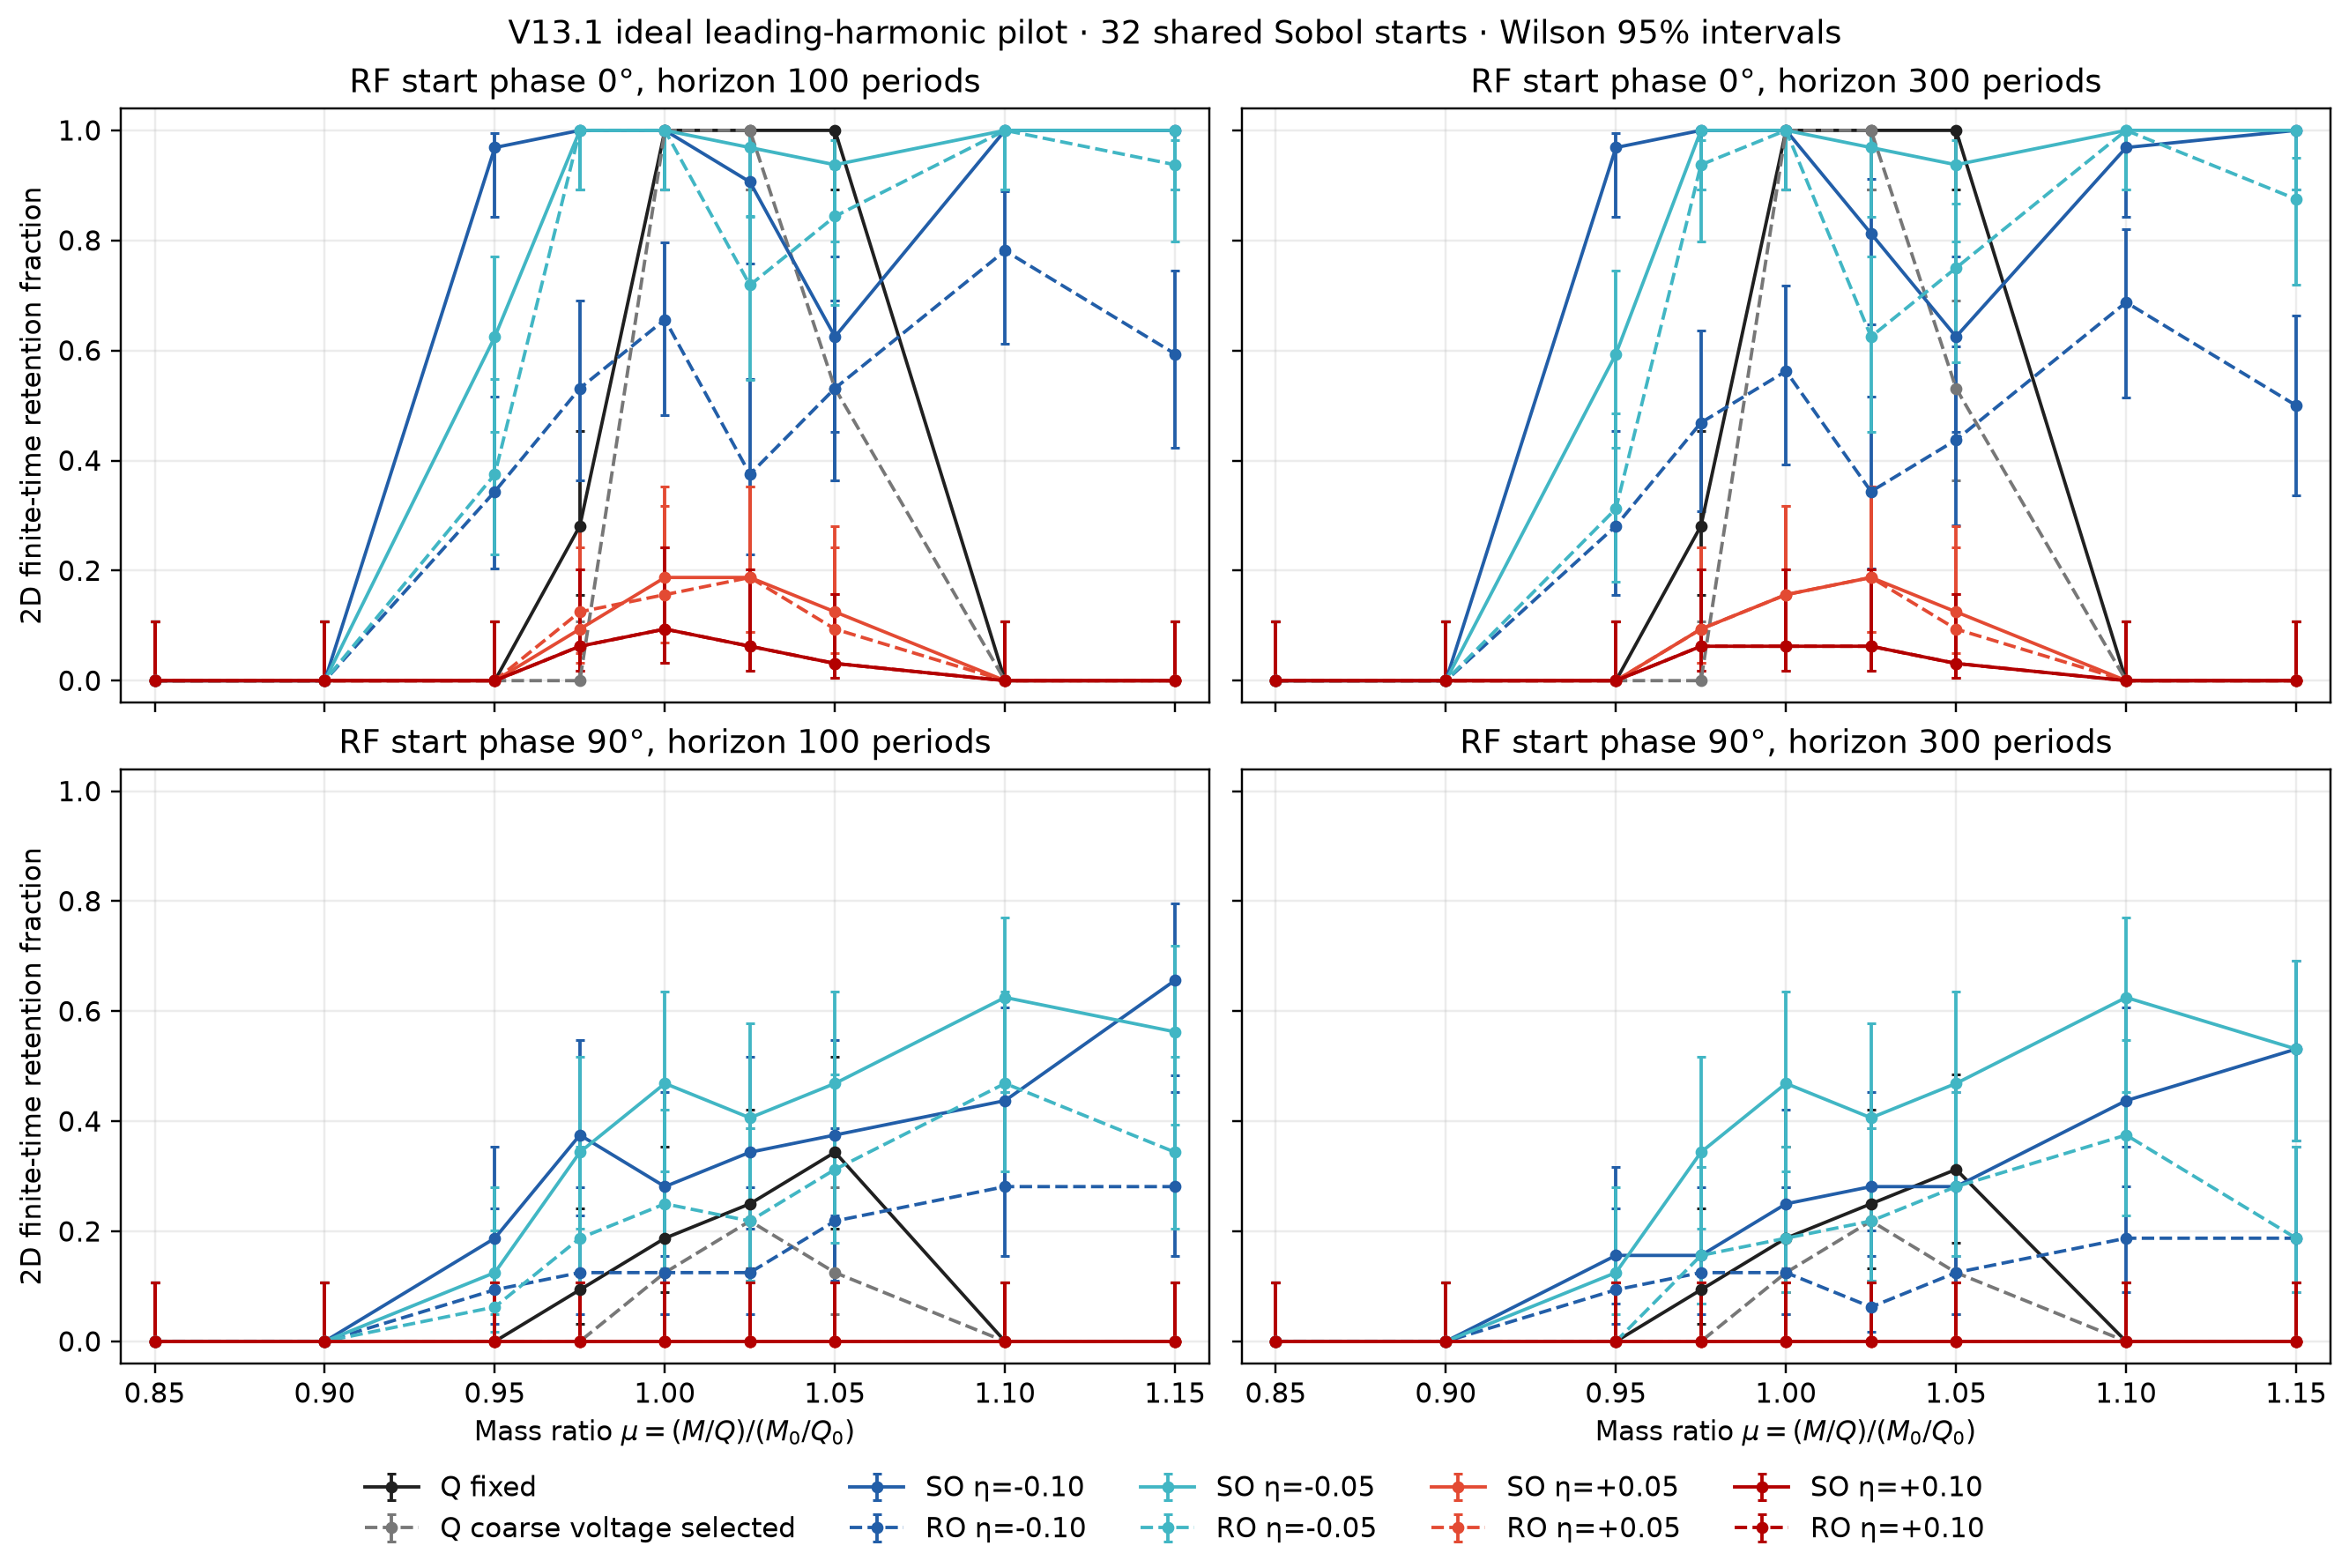 V13.1 ideal leading-harmonic pilot · 32 shared Sobol starts · Wilson 95% intervals
RF start phase 0°, horizon 100 periods
RF start phase 0°, horizon 300 periods
2D finite-time retention fraction
1.0
0.8
0.6
0.4
0.2
0.0
RF start phase 90°, horizon 100 periods
RF start phase 90°, horizon 300 periods
2D finite-time retention fraction
1.0
0.8
0.6
0.4
0.2
0.0
0.85 0.90 0.95 1.00 1.05 1.10 1.15
0.85 0.90 0.95 1.00 1.05 1.10 1.15
Mass ratio μ = (M/Q)/(M₀/Q₀)
Mass ratio μ = (M/Q)/(M₀/Q₀)
Q fixed
SO η=-0.10
SO η=-0.05
SO η=+0.05
SO η=+0.10
Q coarse voltage selected
RO η=-0.10
RO η=-0.05
RO η=+0.05
RO η=+0.10